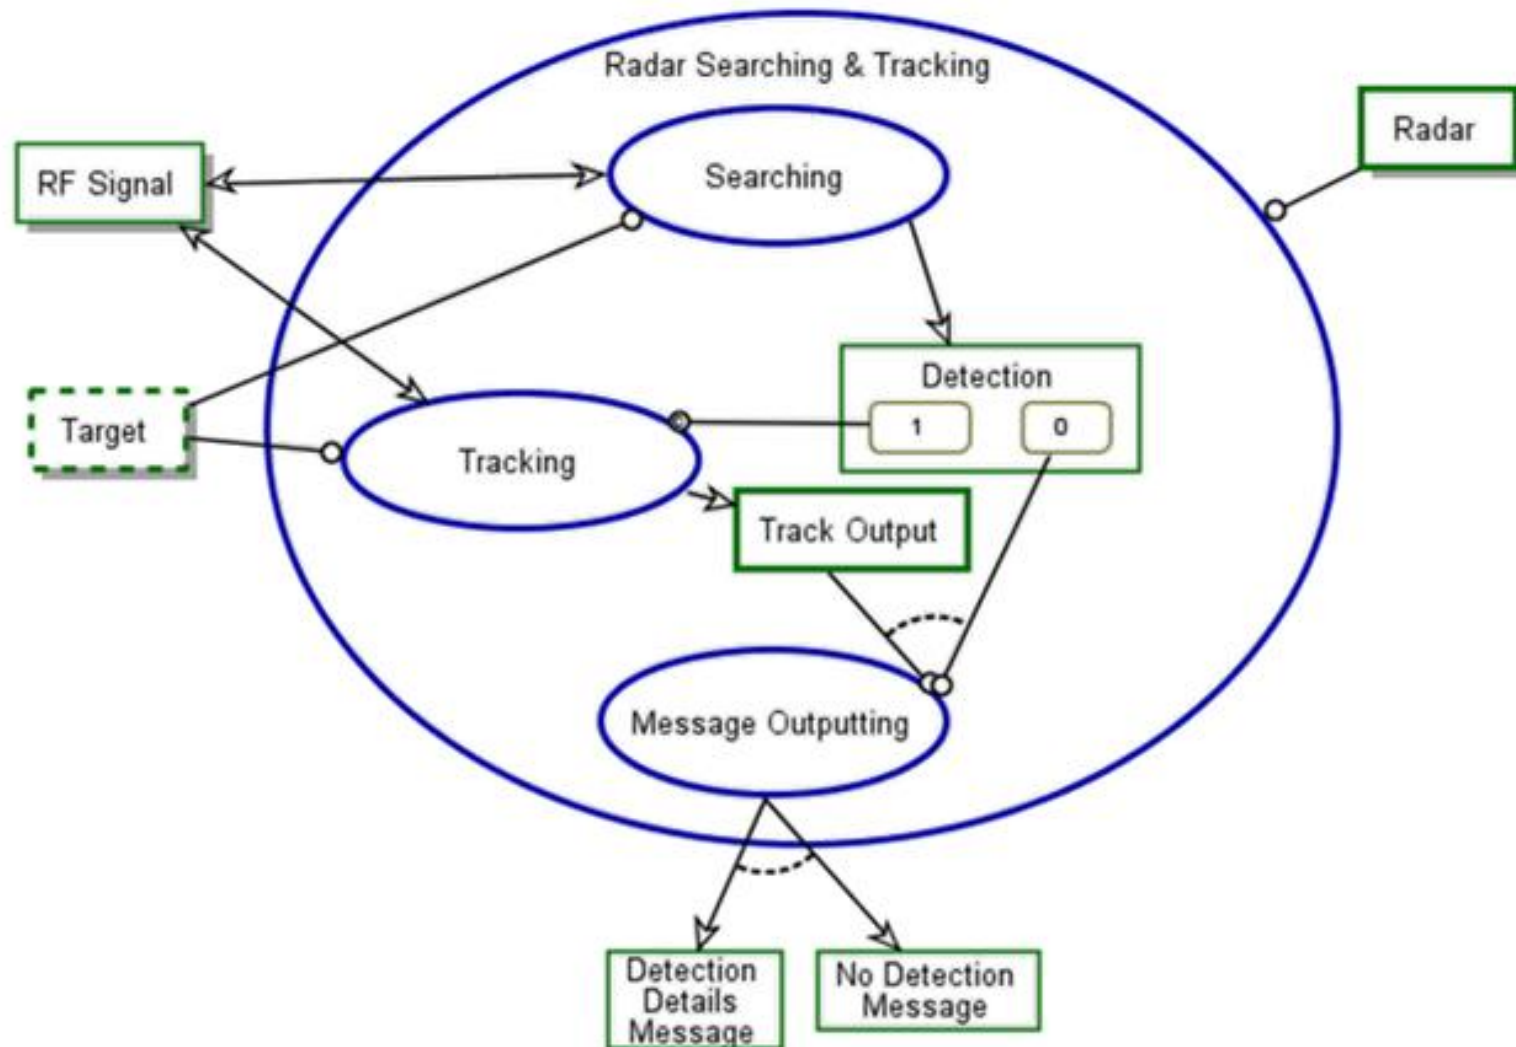 Radar Searching & Tracking
Radar
RF Signal
Searching
Detection
1
0
Target
Tracking
Track Output
Message Outputting
Detection
Details
Message
No Detection
Message